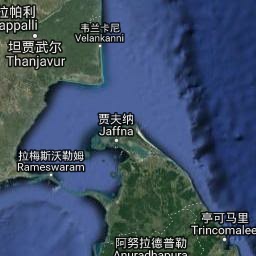 拉帕利
appalli
韦兰卡尼
Velankanni
坦贾武尔
Thanjavur
贾夫纳
Jaffna
拉梅斯沃勒姆
Rameswaram
亭可马里
Trincomalee
阿努拉德普勒
Anuradhapura